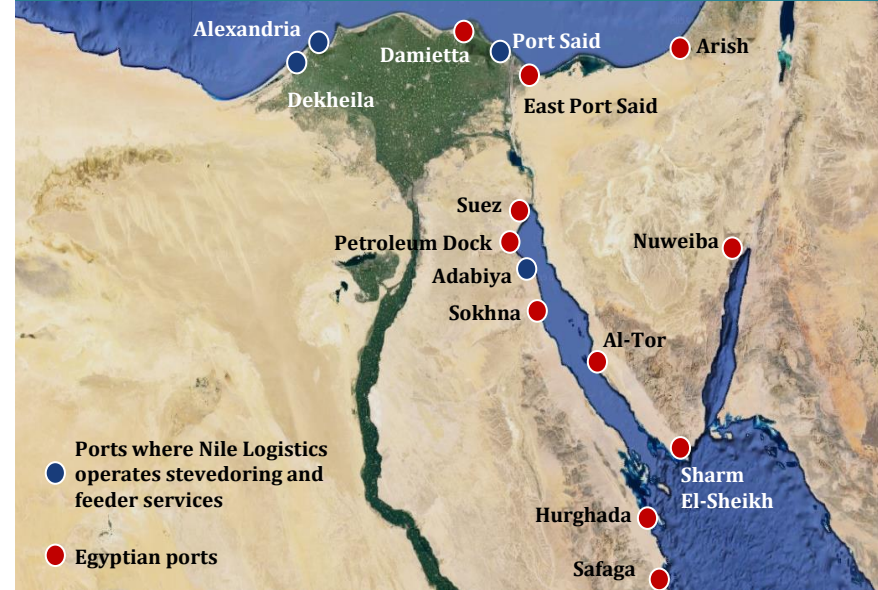 Alexandria
Dekheila
Damietta
Port Said
East Port Said
Arish
Suez
Petroleum Dock
Adabiya
Sokhna
Nuweiba
Al-Tor
Sharm
El-Sheikh
Hurghada
Safaga
Ports where Nile Logistics
operates stevedoring and
feeder services
Egyptian ports